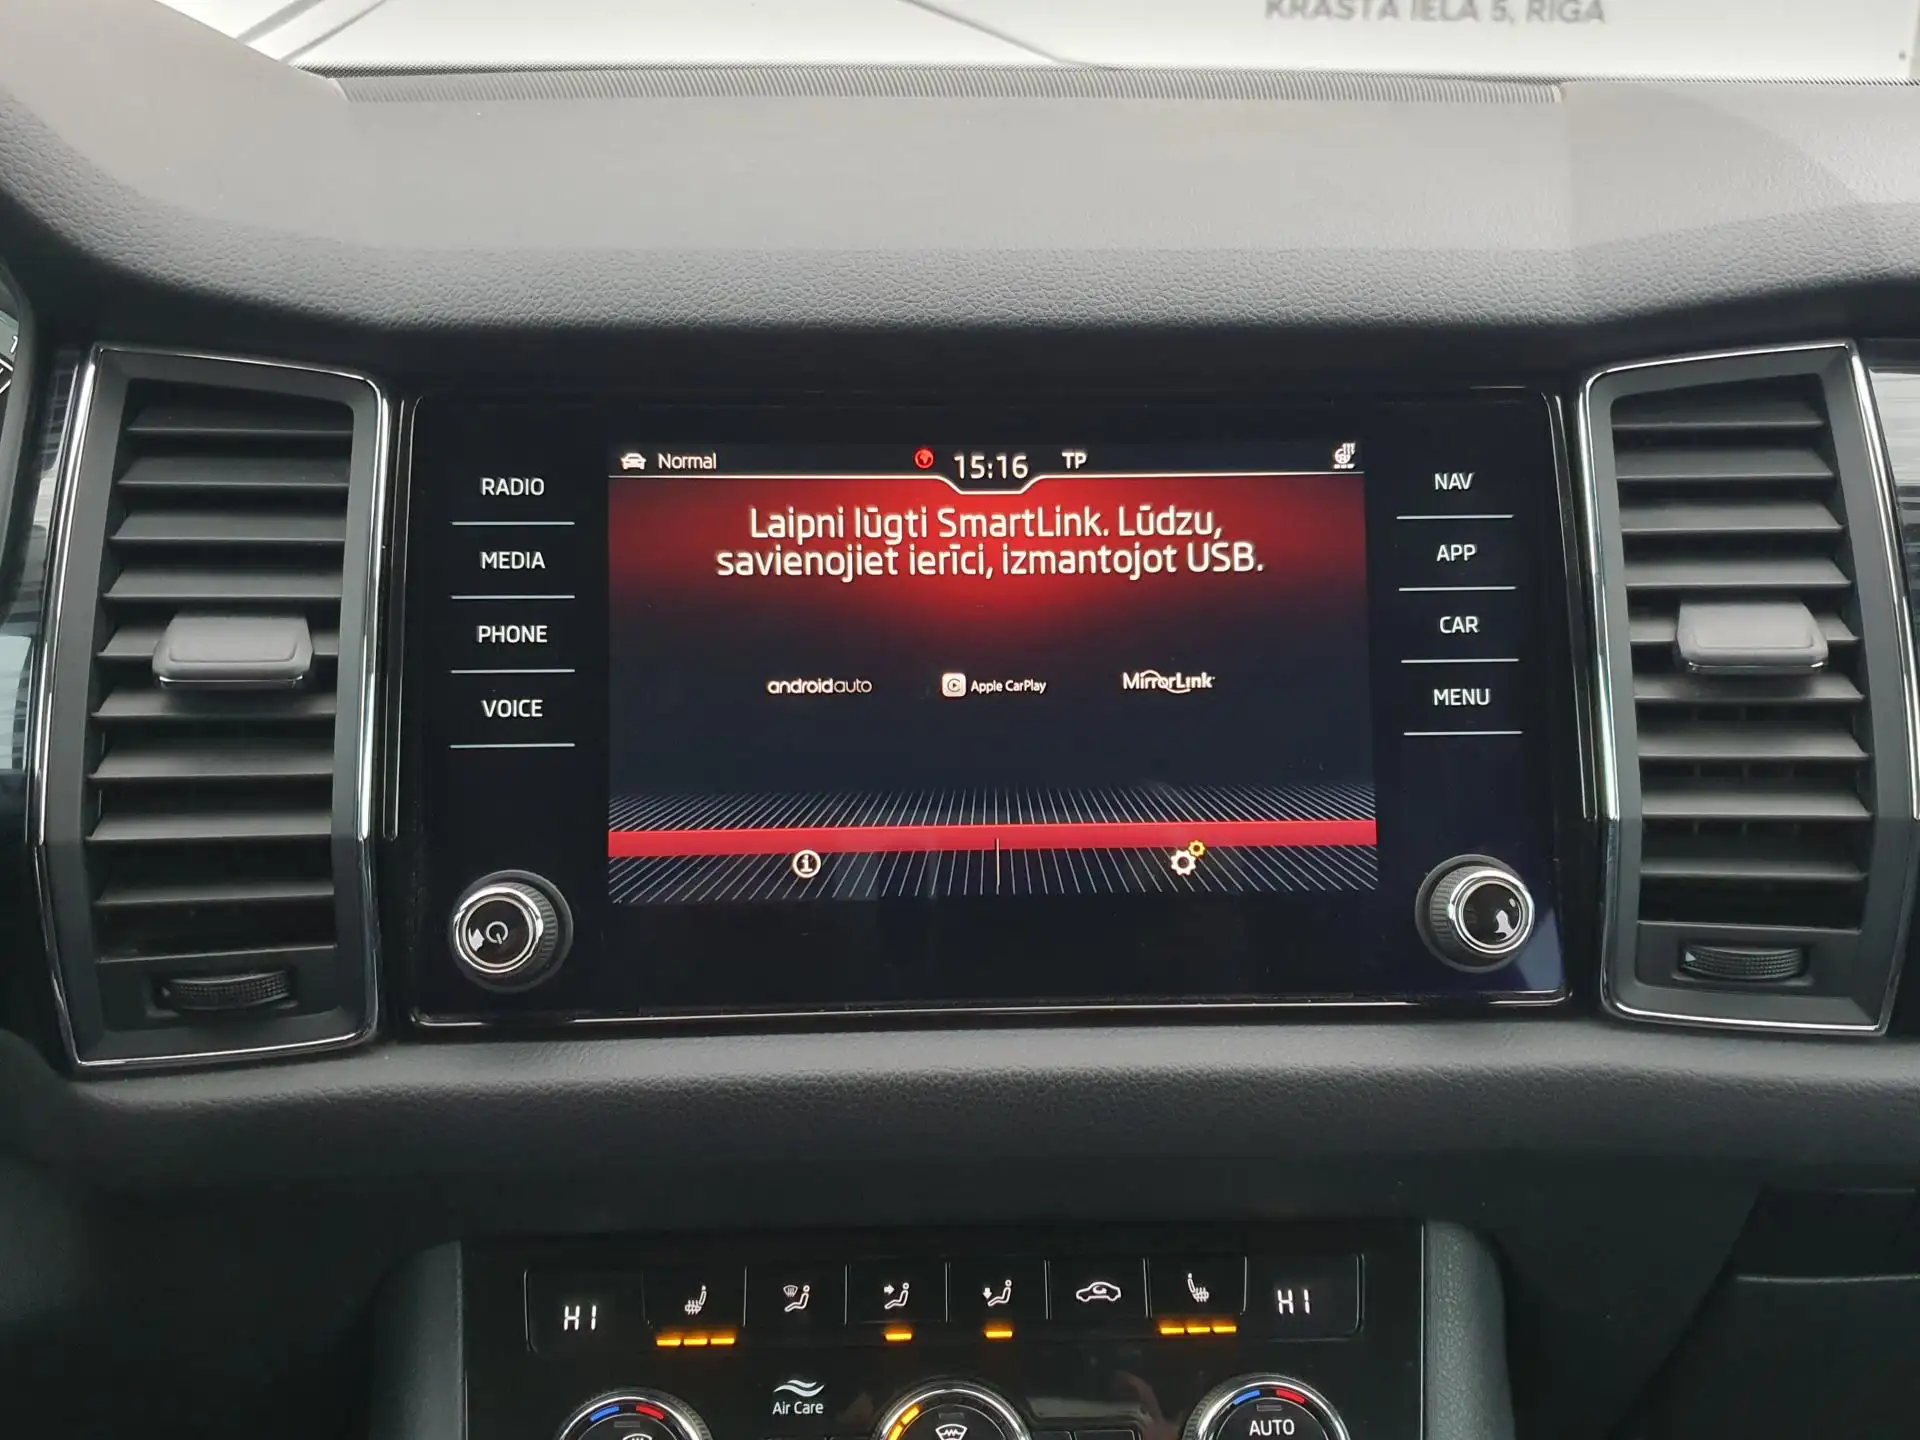 KRASTA IELA 5, RIGA
Normal
15:16
TP
RADIO
MEDIA
PHONE
VOICE
Laipni lūgti SmartLink. Lūdzu,
savienojiet ierīci, izmantojot USB.
androidauto
Apple CarPlay
MirrorLink
NAV
APP
CAR
MENU
HI
HI
Air Care
AUTO